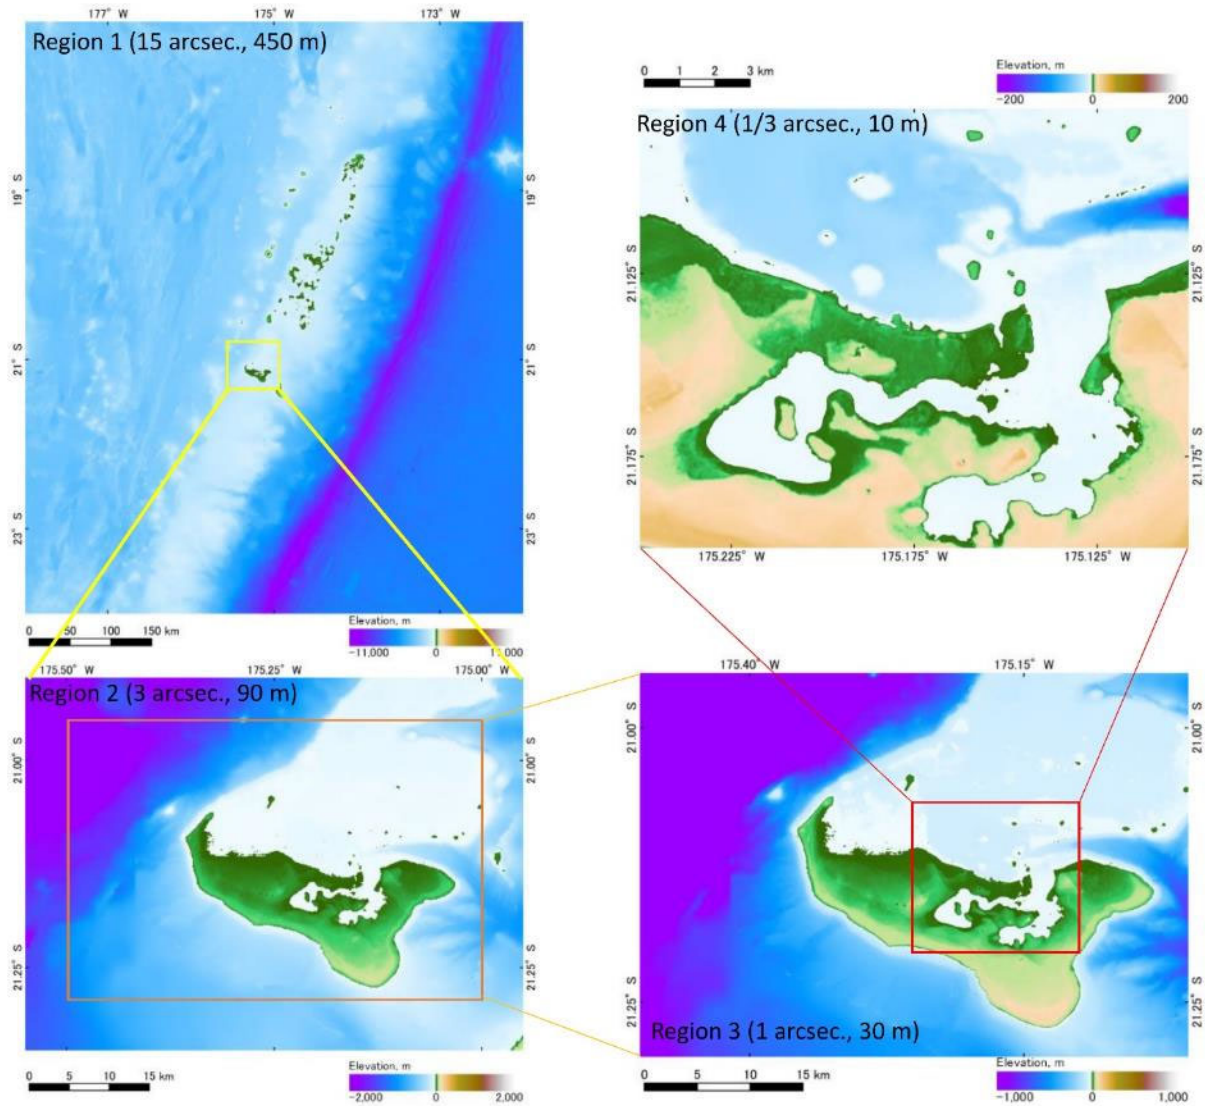 177° W 175° W 173° W
Region 1 (15 arcsec., 450 m)
19° S 19° S
21° S 21° S
23° S 23° S
0 50 100 150 km
Elevation, m
-11,000 0 11,000
0 1 2 3 km
Elevation, m
-200 0 200
Region 4 (1/3 arcsec., 10 m)
21.125° S 21.125° S
21.175° S 21.175° S
175.225° W 175.175° W 175.125° W
175.50° W 175.25° W 175.00° W
Region 2 (3 arcsec., 90 m)
21.00° S 21.00° S
21.25° S 21.25° S
0 5 10 15 km
Elevation, m
-2,000 0 2,000
175.40° W 175.15° W
21.00° S 21.00° S
21.25° S 21.25° S
Region 3 (1 arcsec., 30 m)
0 5 10 15 km
Elevation, m
-1,000 0 1,000